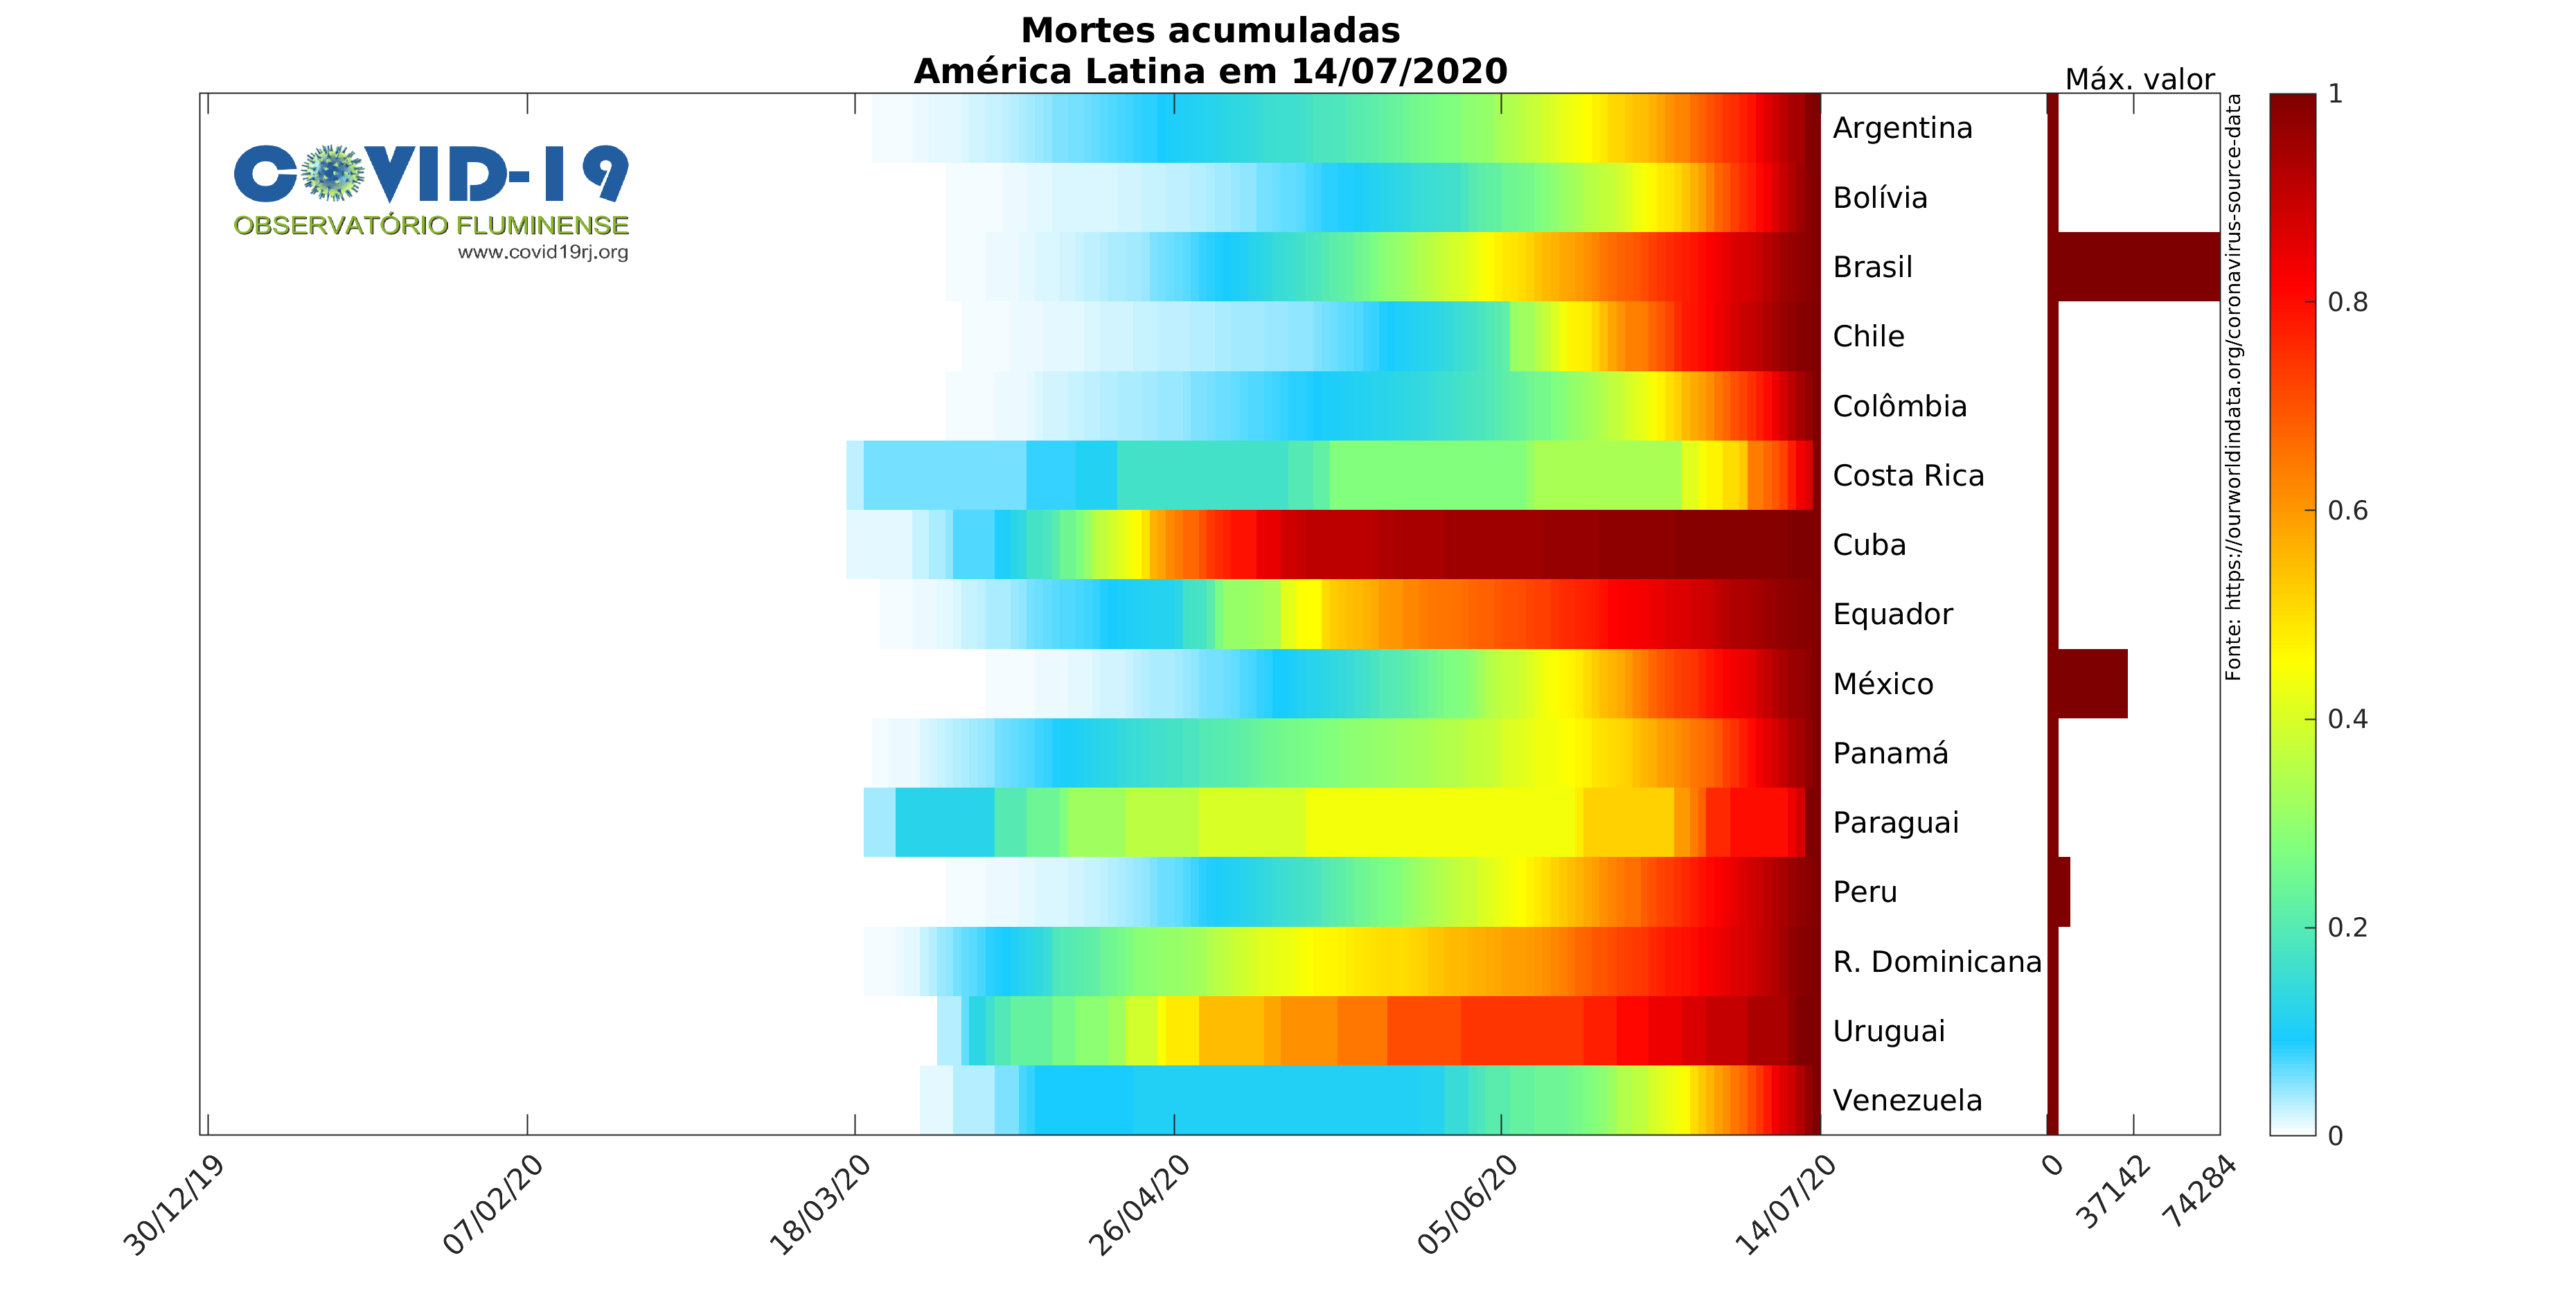 Mortes acumuladas
América Latina em 14/07/2020
Máx. valor
COVID-19
OBSERVATÓRIO FLUMINENSE
www.covid19rj.org
Argentina
Bolívia
Brasil
Chile
Colômbia
Costa Rica
Cuba
Equador
México
Panamá
Paraguai
Peru
R. Dominicana
Uruguai
Venezuela
Fonte: https://ourworldindata.org/coronavirus-source-data
1
0.8
0.6
0.4
0.2
0
30/12/19
07/02/20
18/03/20
26/04/20
05/06/20
14/07/20
0
37142
74284